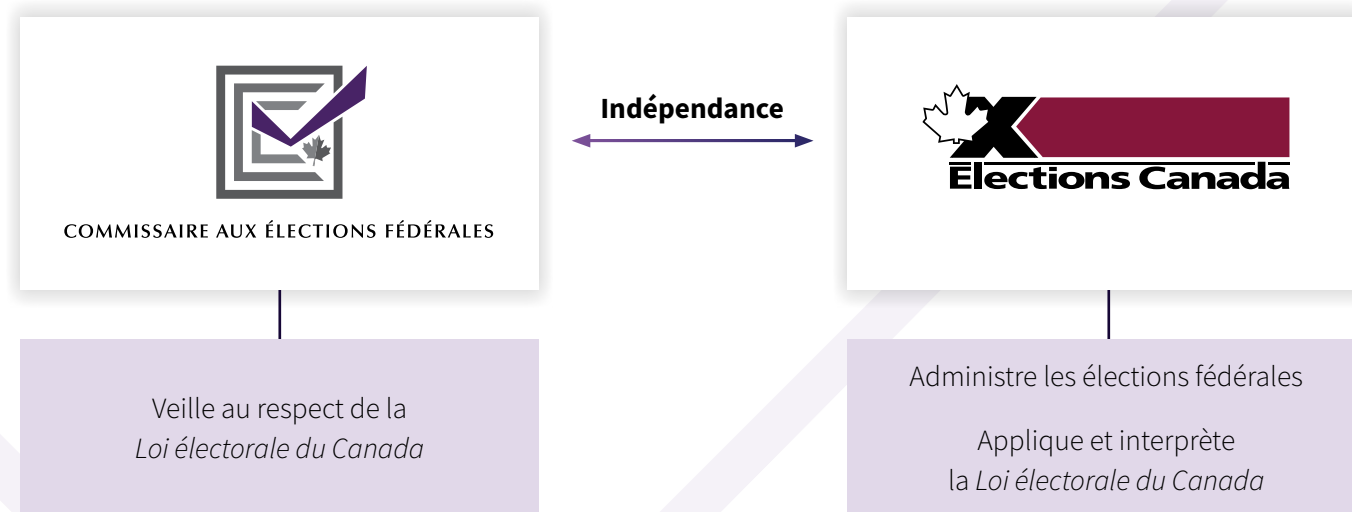 COMMISSAIRE AUX ÉLECTIONS FÉDÉRALES
Indépendance
Élections Canada
Veille au respect de la
Loi électorale du Canada
Administre les élections fédérales
Applique et interprète
la Loi électorale du Canada